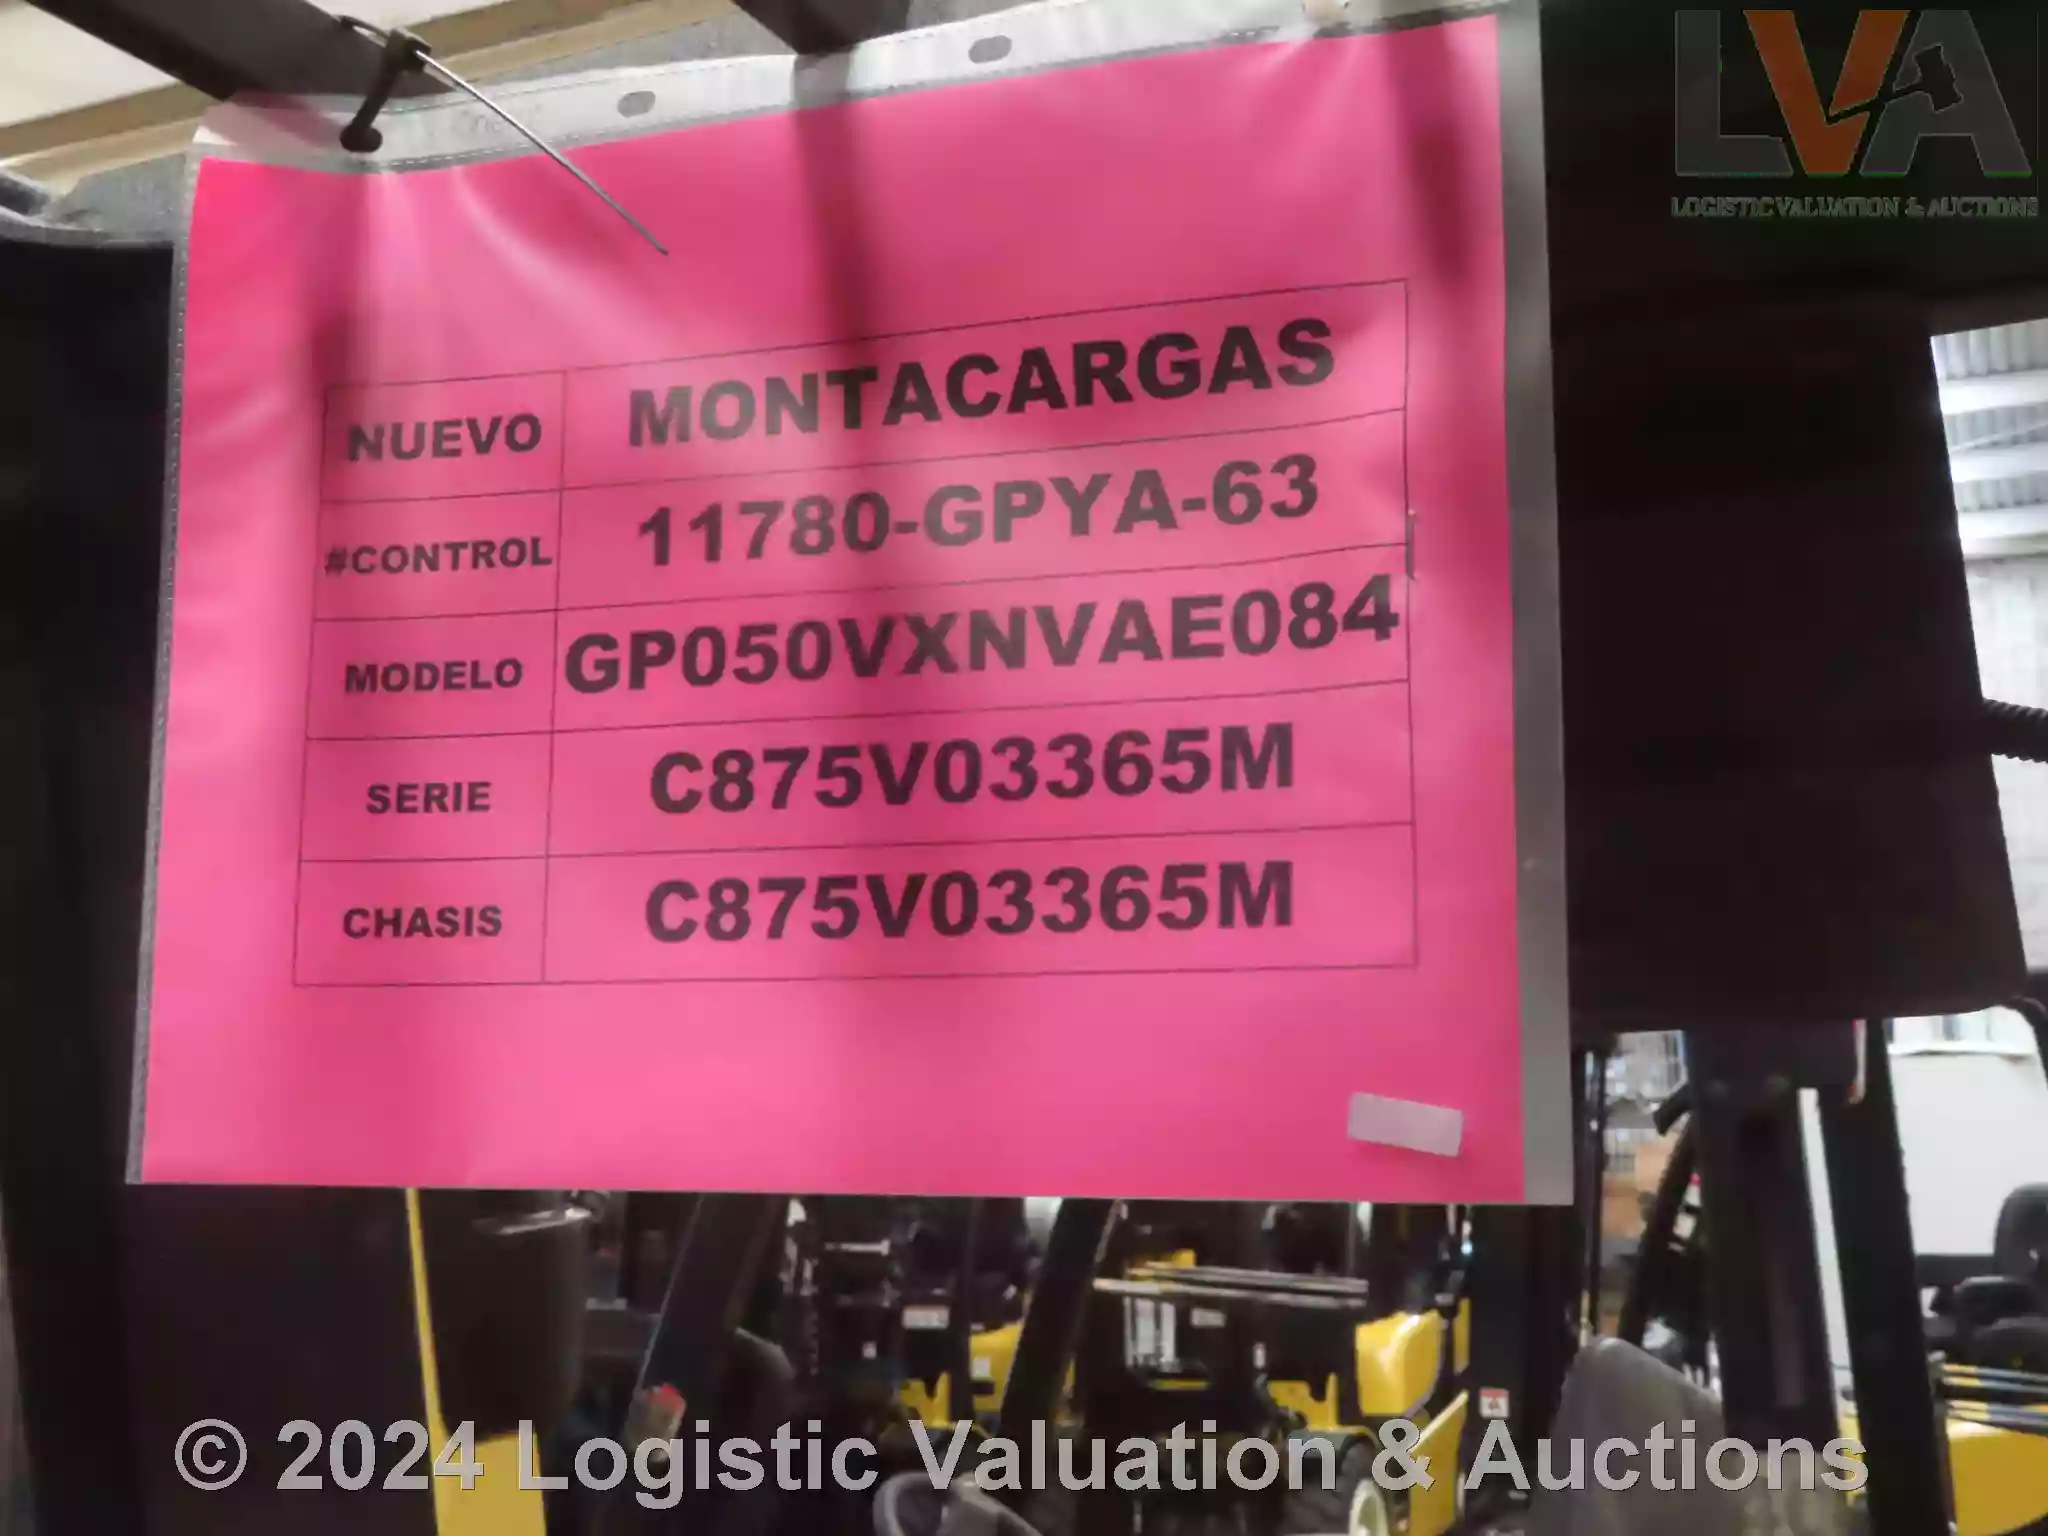 LVA
LOGISTIC VALUATION & AUCTIONS
NUEVO MONTACARGAS
#CONTROL 11780-GPYA-63
MODELO GP050VXNVAE084
SERIE C875V03365M
CHASIS C875V03365M
© 2024 Logistic Valuation & Auctions